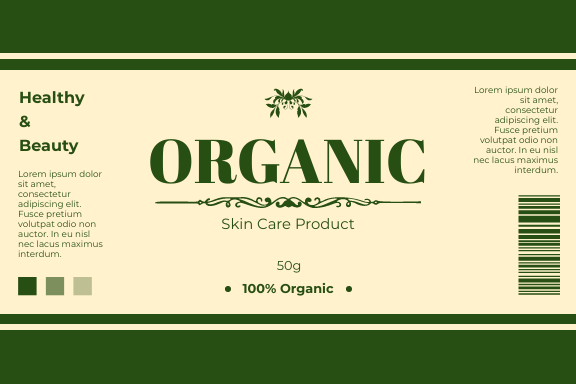 Healthy
&
Beauty
Lorem ipsum dolor
sit amet,
consectetur
adipiscing elit.
Fusce pretium
volutpat odio non
auctor. In eu nisl
nec lacus maximus
interdum.
ORGANIC
Skin Care Product
50g
100% Organic
Lorem ipsum dolor
sit amet,
consectetur
adipiscing elit.
Fusce pretium
volutpat odio non
auctor. In eu nisl
nec lacus maximus
interdum.